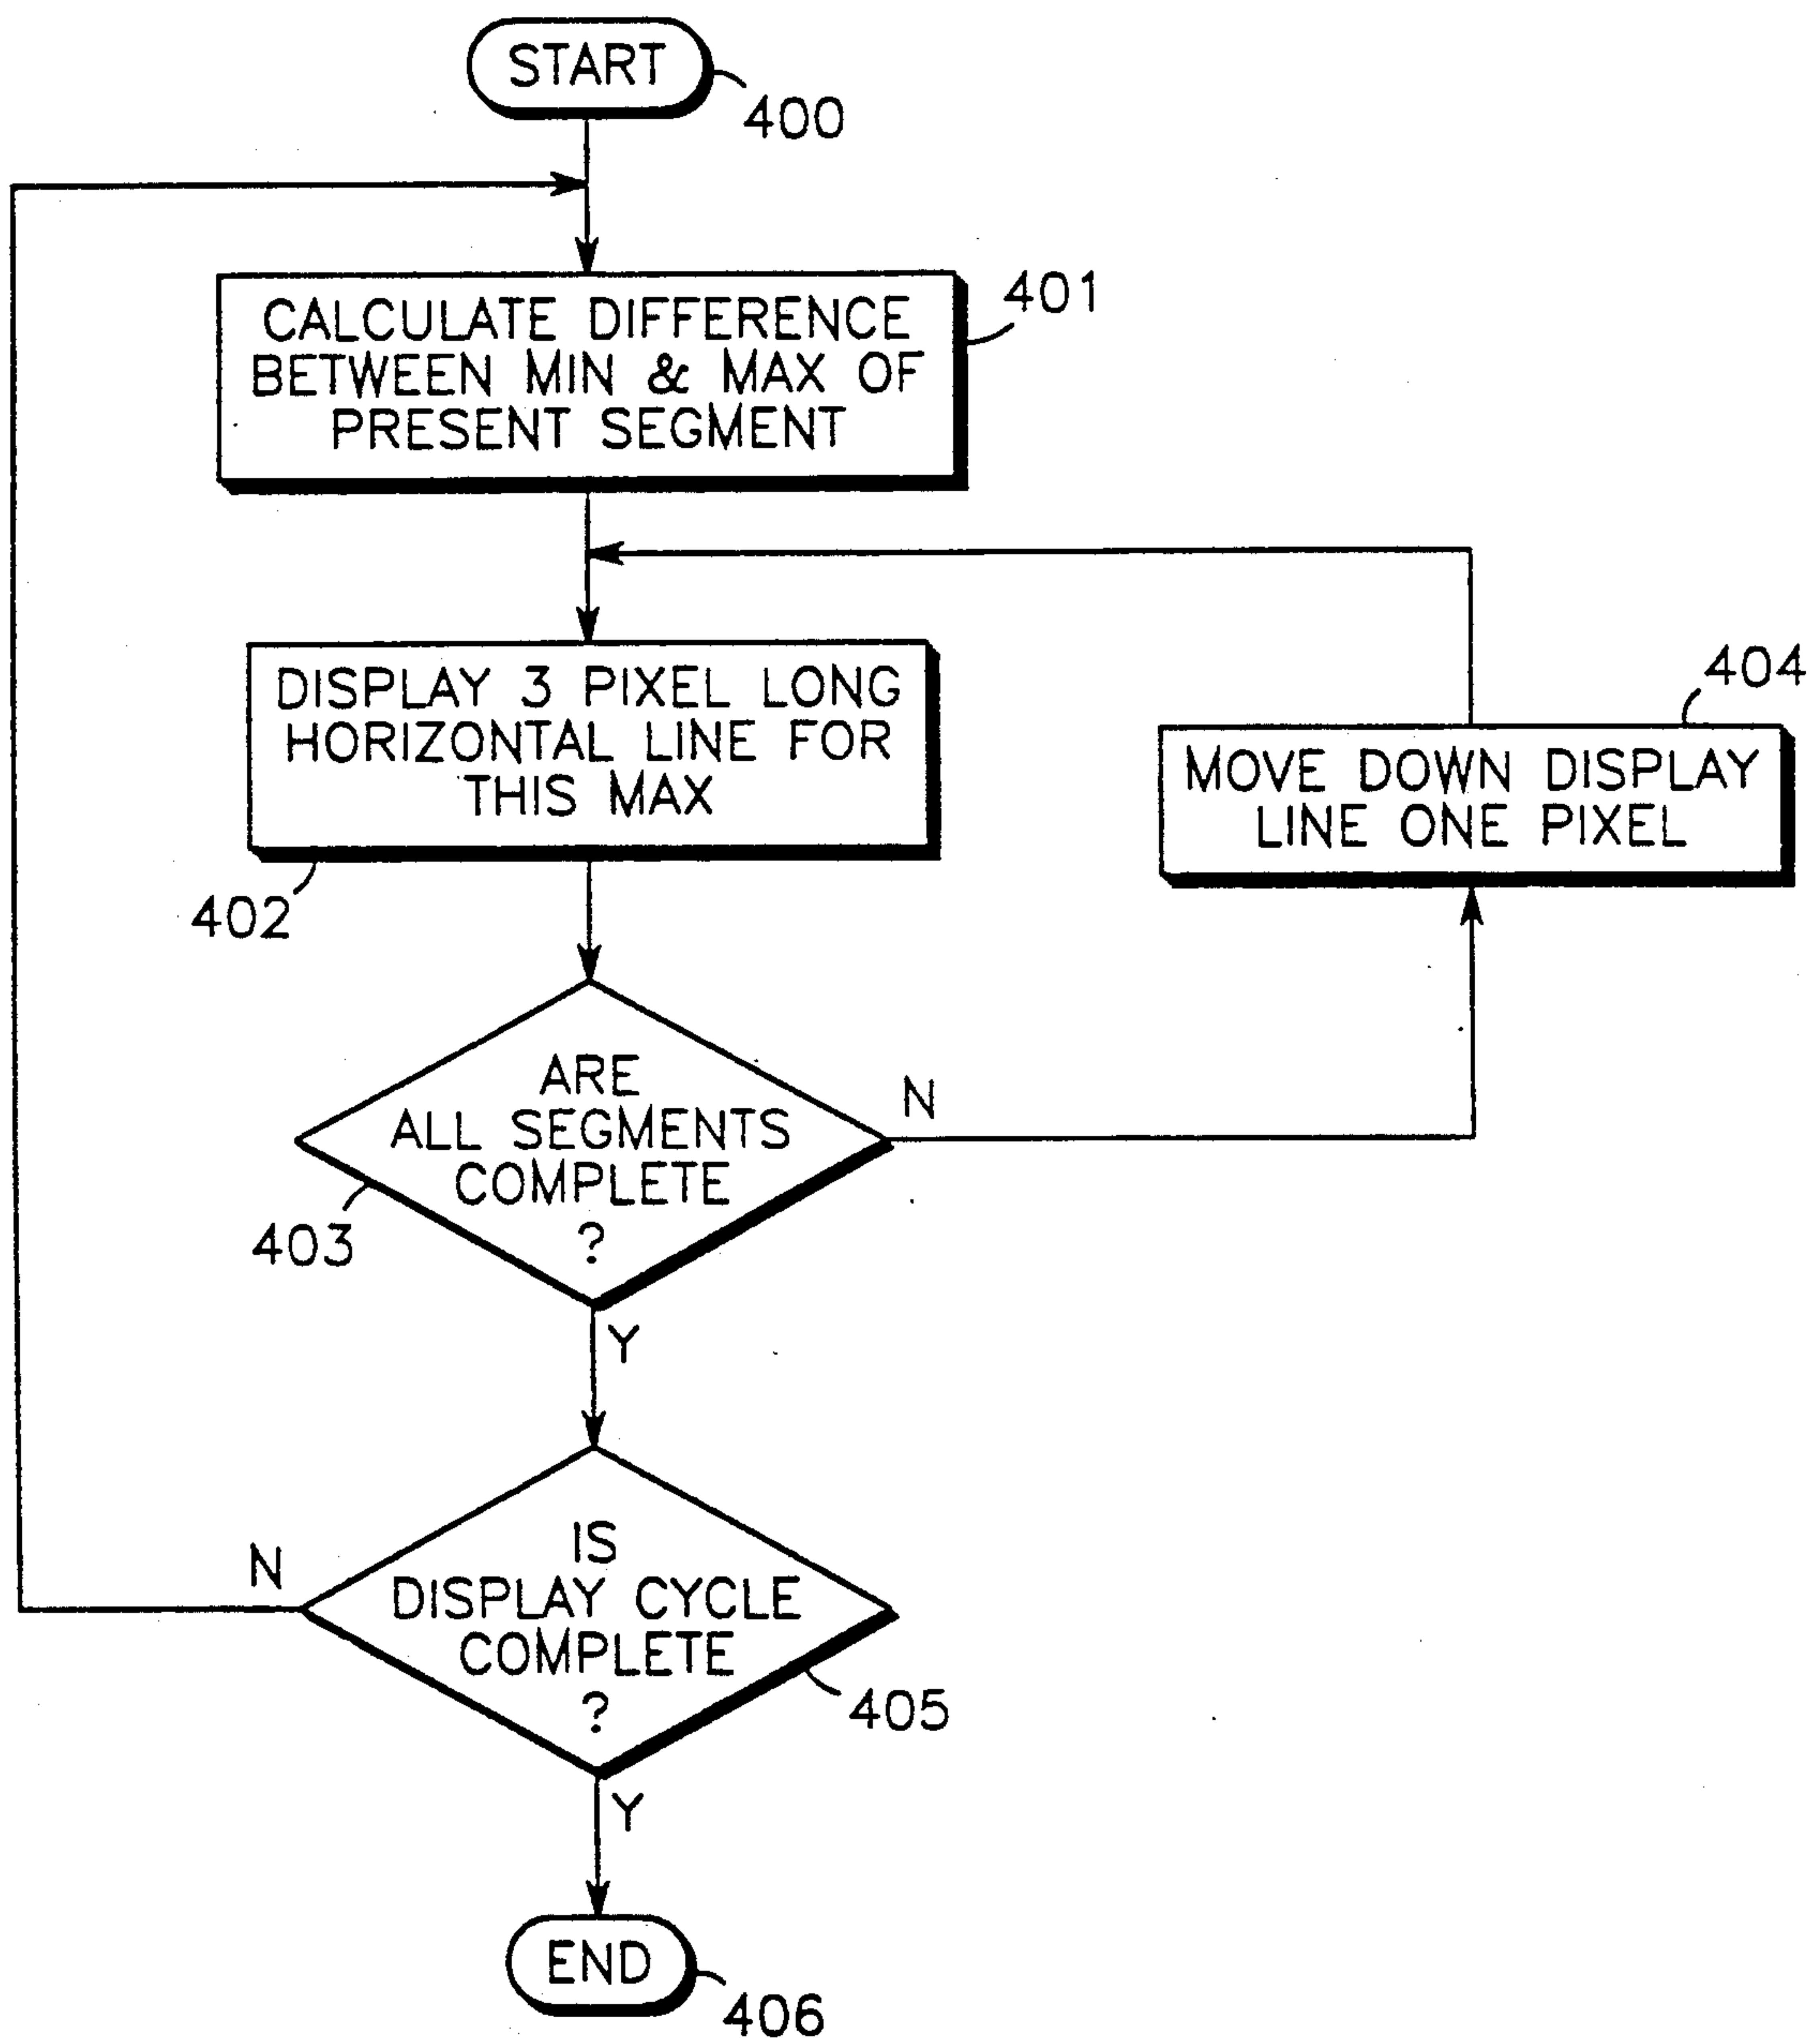 START
400
CALCULATE DIFFERENCE
BETWEEN MIN & MAX OF
PRESENT SEGMENT
401
DISPLAY 3 PIXEL LONG
HORIZONTAL LINE FOR
THIS MAX
402
MOVE DOWN DISPLAY
LINE ONE PIXEL
404
ARE
ALL SEGMENTS
COMPLETE
?
403
N
Y
IS
DISPLAY CYCLE
COMPLETE
?
405
N
Y
END
406